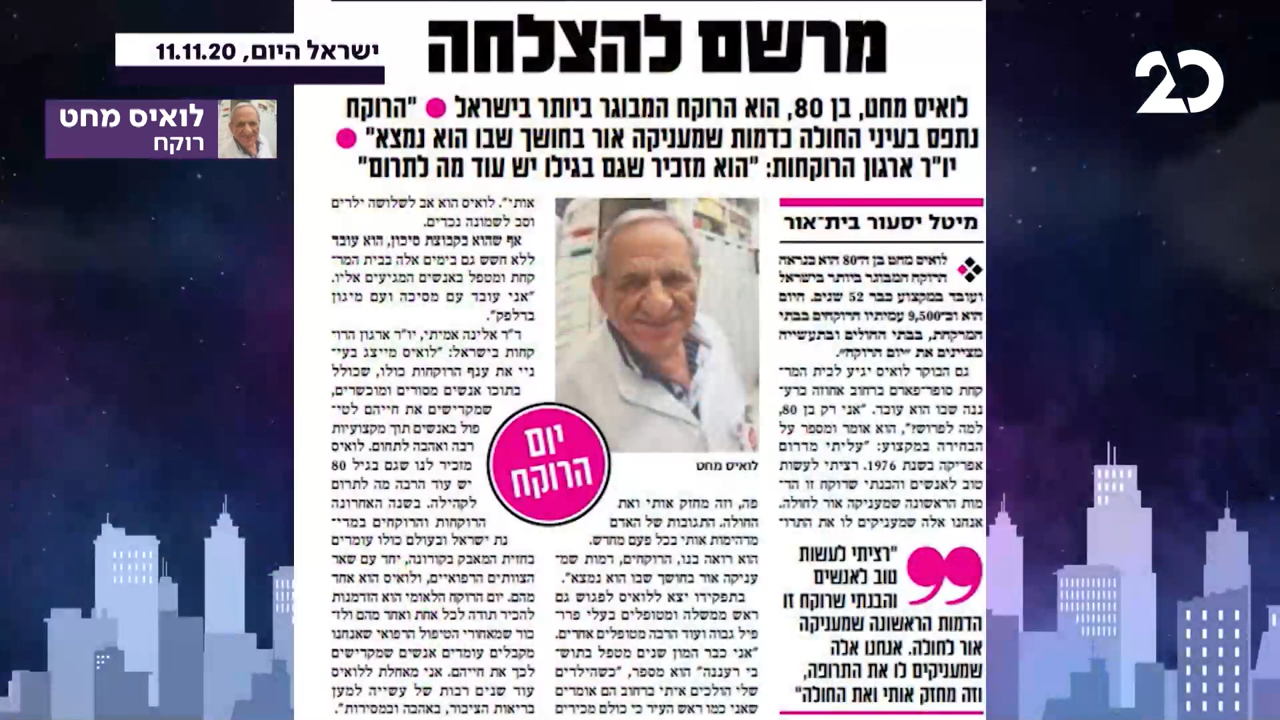 ישראל היום, 11.11.20
לואיס מחט
רוקח
20
מרשם להצלחה
לואיס מחט, בן 80, הוא הרוקח המבוגר ביותר בישראל ● "הרוקח
נתפס בעיני החולה כדמות שמעניקה אור בחושך שבו הוא נמצא" ●
יו"ר ארגון הרוקחות: "הוא מזכיר שגם בגילו יש עוד מה לתרום"
מיטל יסעור בית־אור
לואיס מחט בן ה־80 הוא כנראה
הרוקח המבוגר ביותר בישראל
ועובד במקצוע כבר 52 שנים. היום
הוא וכ־9,500 עמיתיו הרוקחים בבתי
המרקחת, בבתי החולים ובתעשייה
מציינים את "יום הרוקח".
גם הבוקר לואיס יגיע לבית המר־
קחת סופר־פארם ברחוב אחוזה ברע־
ננה שבו הוא עובד. "אני רק בן 80,
למה לפרוש?", הוא אומר ומספר על
הבחירה במקצוע: "עליתי מדרום
אפריקה בשנת 1976. רציתי לעשות
טוב לאנשים והבנתי שרוקח זו הד־
מות הראשונה שמעניקה אור לחולה.
אנחנו אלה שמעניקים לו את התרו־
"רציתי לעשות
טוב לאנשים
והבנתי שרוקח זו
הדמות הראשונה שמעניקה
אור לחולה. אנחנו אלה
שמעניקים לו את התרופה,
וזה מחזק אותי ואת החולה"
לואיס מחט
פה, וזה מחזק אותי ואת
החולה. התגובות של האדם
מדהימות אותי בכל פעם מחדש.
הוא רואה בנו, הרוקחים, דמות שמ־
עניקה אור בחושך שבו הוא נמצא".
בתפקידו יצא ללואיס לפגוש גם
ראש ממשלה ומטופלים בעלי פרו־
פיל גבוה ועוד הרבה מטופלים אחרים.
"אני כבר המון שנים מטפל בתוש־
בי רעננה" הוא מספר, "כשהילדים
שלי הולכים איתי ברחוב הם אומרים
שאני כמו ראש העיר כי כולם מכירים
יום
הרוקח
אותי". לואיס הוא אב לשלושה ילדים
וסב לשמונה נכדים.
אף שהוא בקבוצת סיכון, הוא עובד
ללא חשש גם בימים אלה בבית המר־
קחת ומטפל באנשים המגיעים אליו.
"אני עובד עם מסיכה ועם מיגון
בדלפק".
ד"ר אלינה אמיתי, יו"ר ארגון הרו־
קחות בישראל: "לואיס מייצג בעי־
ניי את ענף הרוקחות כולו, שכולל
בתוכו אנשים מסורים ומוכשרים,
שמקדישים את חייהם לטי־
פול באנשים תוך מקצועיות
רבה ואהבה לתחום. לואיס
מזכיר לנו שגם בגיל 80
יש עוד הרבה מה לתרום
לקהילה. בשנה האחרונה
הרוקחות והרוקחים במדי־
נת ישראל ובעולם כולו עומדים
בחזית המאבק בקורונה, יחד עם שאר
הצוותים הרפואיים, ולואיס הוא אחד
מהם. יום הרוקח הלאומי הוא הזדמנות
להכיר תודה לכל אחת ואחד מהם ולז־
כור שמאחורי הטיפול הרפואי שאנחנו
מקבלים עומדים אנשים שמקדישים
לכך את חייהם. אני מאחלת ללואיס
עוד שנים רבות של עשייה למען
בריאות הציבור, באהבה ובמסירות".